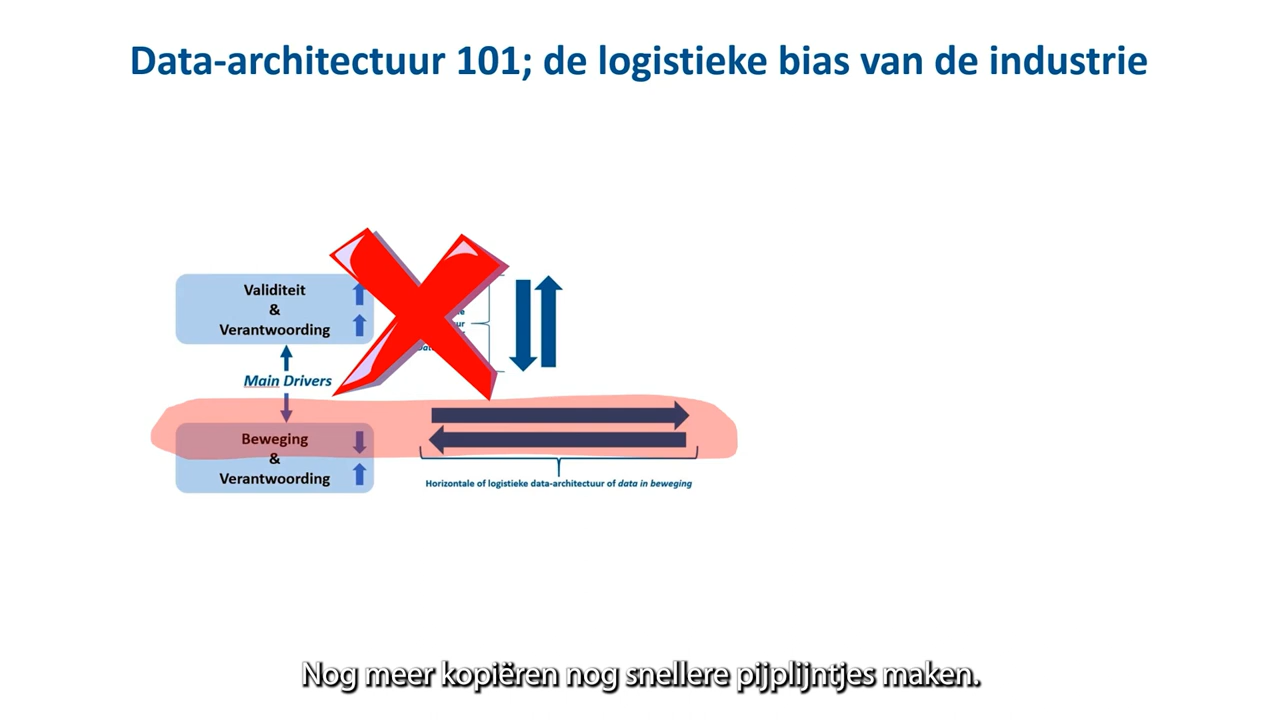 Data-architectuur 101; de logistieke bias van de industrie
Validiteit
&
Verantwoording
Main Drivers
Beweging
&
Verantwoording
Horizontale of logistieke data-architectuur of data in beweging
Nog meer kopiëren nog snellere pijplijntjes maken.